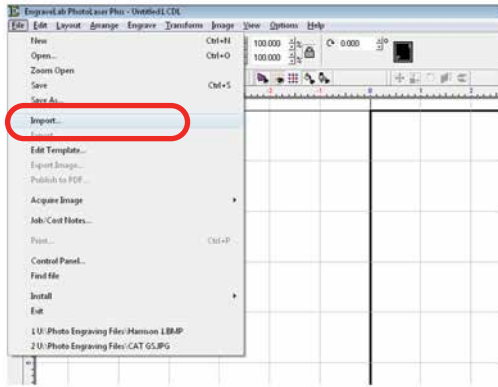 EngraveLab PhotoLaser Plus - Untitled1.CDL
File Edit Layout Arrange Engrave Transform Image View Options Help
New Ctrl+N
Open... Ctrl+O
Zoom Open
Save Ctrl+S
Save As...
Import...
Export...
Edit Template...
Export Image...
Publish to PDF...
Acquire Image
Job/Cost Notes...
Print... Ctrl+P
Control Panel...
Find file
Install
Exit
1 U:\Photo Engraving Files\Harrison 1.BMP
2 U:\Photo Engraving Files\CAT GS.JPG
100.000
100.000
0.000